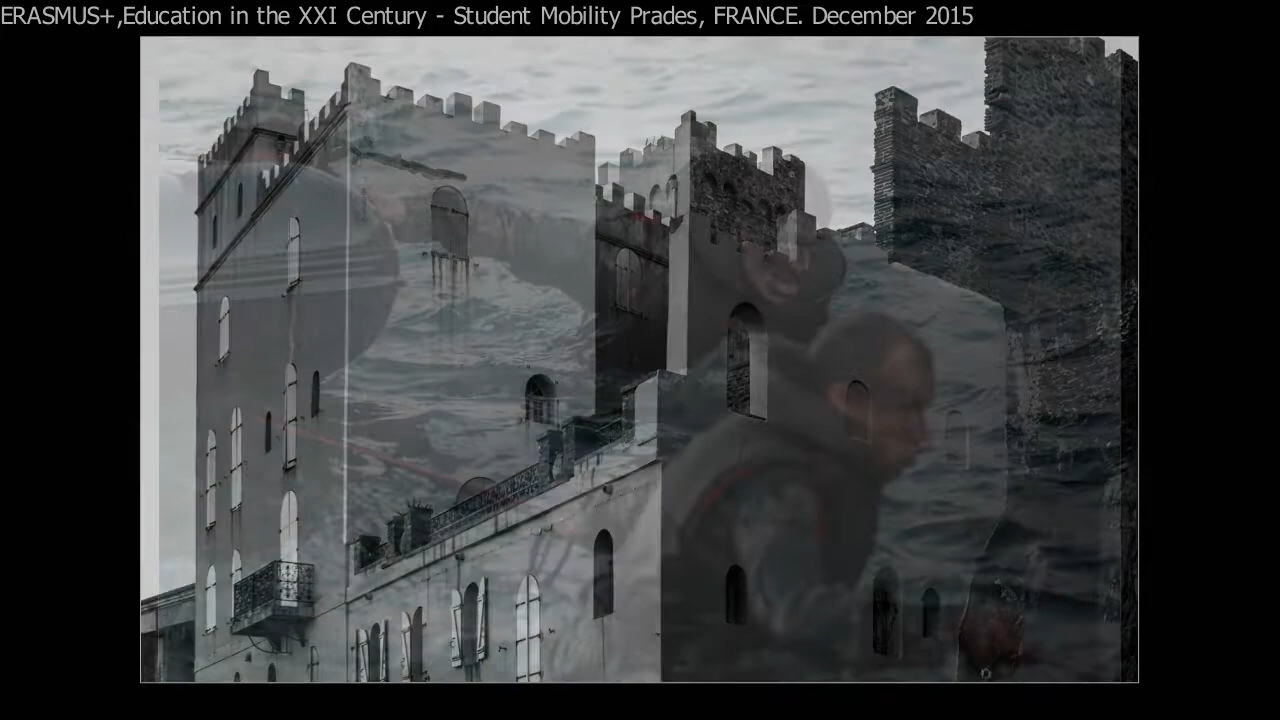 ERASMUS+,Education in the XXI Century - Student Mobility Prades, FRANCE. December 2015